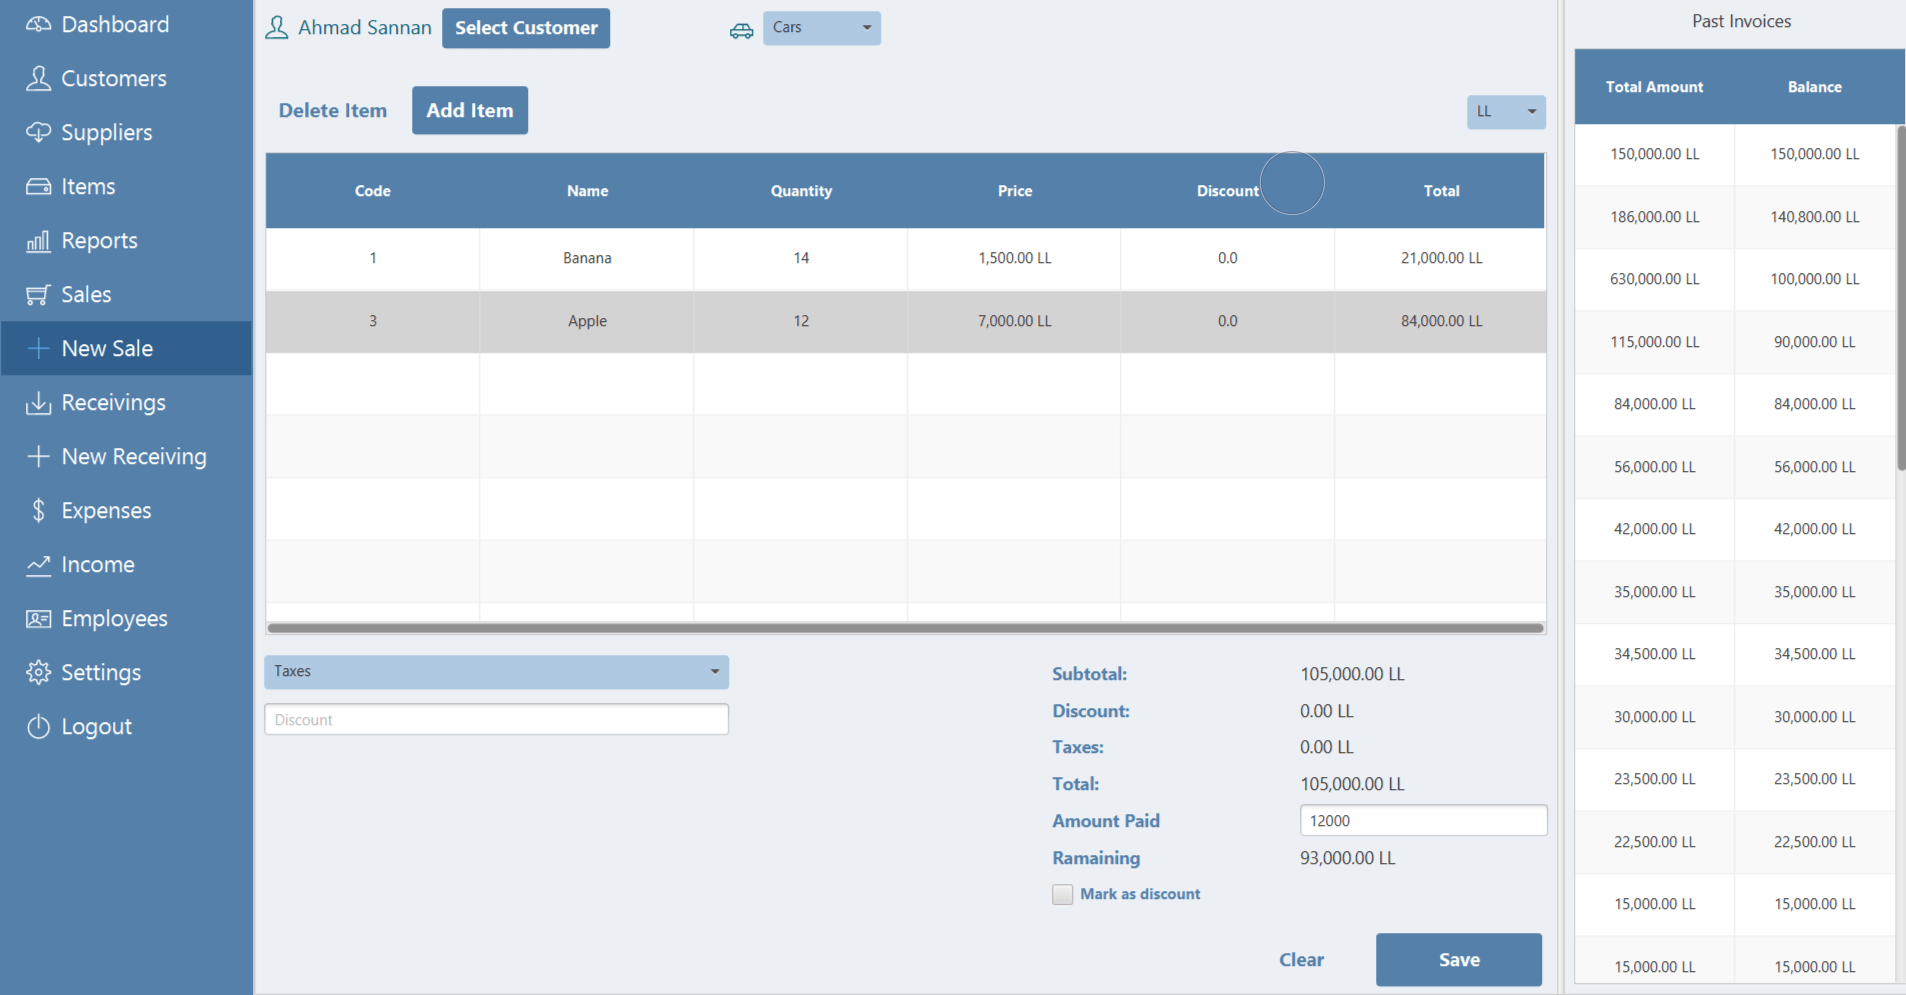 Dashboard
Customers
Suppliers
Items
Reports
Sales
New Sale
Receivings
New Receiving
Expenses
Income
Employees
Settings
Logout
Ahmad Sannan Select Customer Cars
Delete Item Add Item LL
Code Name Quantity Price Discount Total
1 Banana 14 1,500.00 LL 0.0 21,000.00 LL
3 Apple 12 7,000.00 LL 0.0 84,000.00 LL
Taxes
Discount
Subtotal: 105,000.00 LL
Discount: 0.00 LL
Taxes: 0.00 LL
Total: 105,000.00 LL
Amount Paid 12000
Ramaining 93,000.00 LL
Mark as discount
Clear Save
Past Invoices
Total Amount Balance
150,000.00 LL 150,000.00 LL
186,000.00 LL 140,800.00 LL
630,000.00 LL 100,000.00 LL
115,000.00 LL 90,000.00 LL
84,000.00 LL 84,000.00 LL
56,000.00 LL 56,000.00 LL
42,000.00 LL 42,000.00 LL
35,000.00 LL 35,000.00 LL
34,500.00 LL 34,500.00 LL
30,000.00 LL 30,000.00 LL
23,500.00 LL 23,500.00 LL
22,500.00 LL 22,500.00 LL
15,000.00 LL 15,000.00 LL
15,000.00 LL 15,000.00 LL